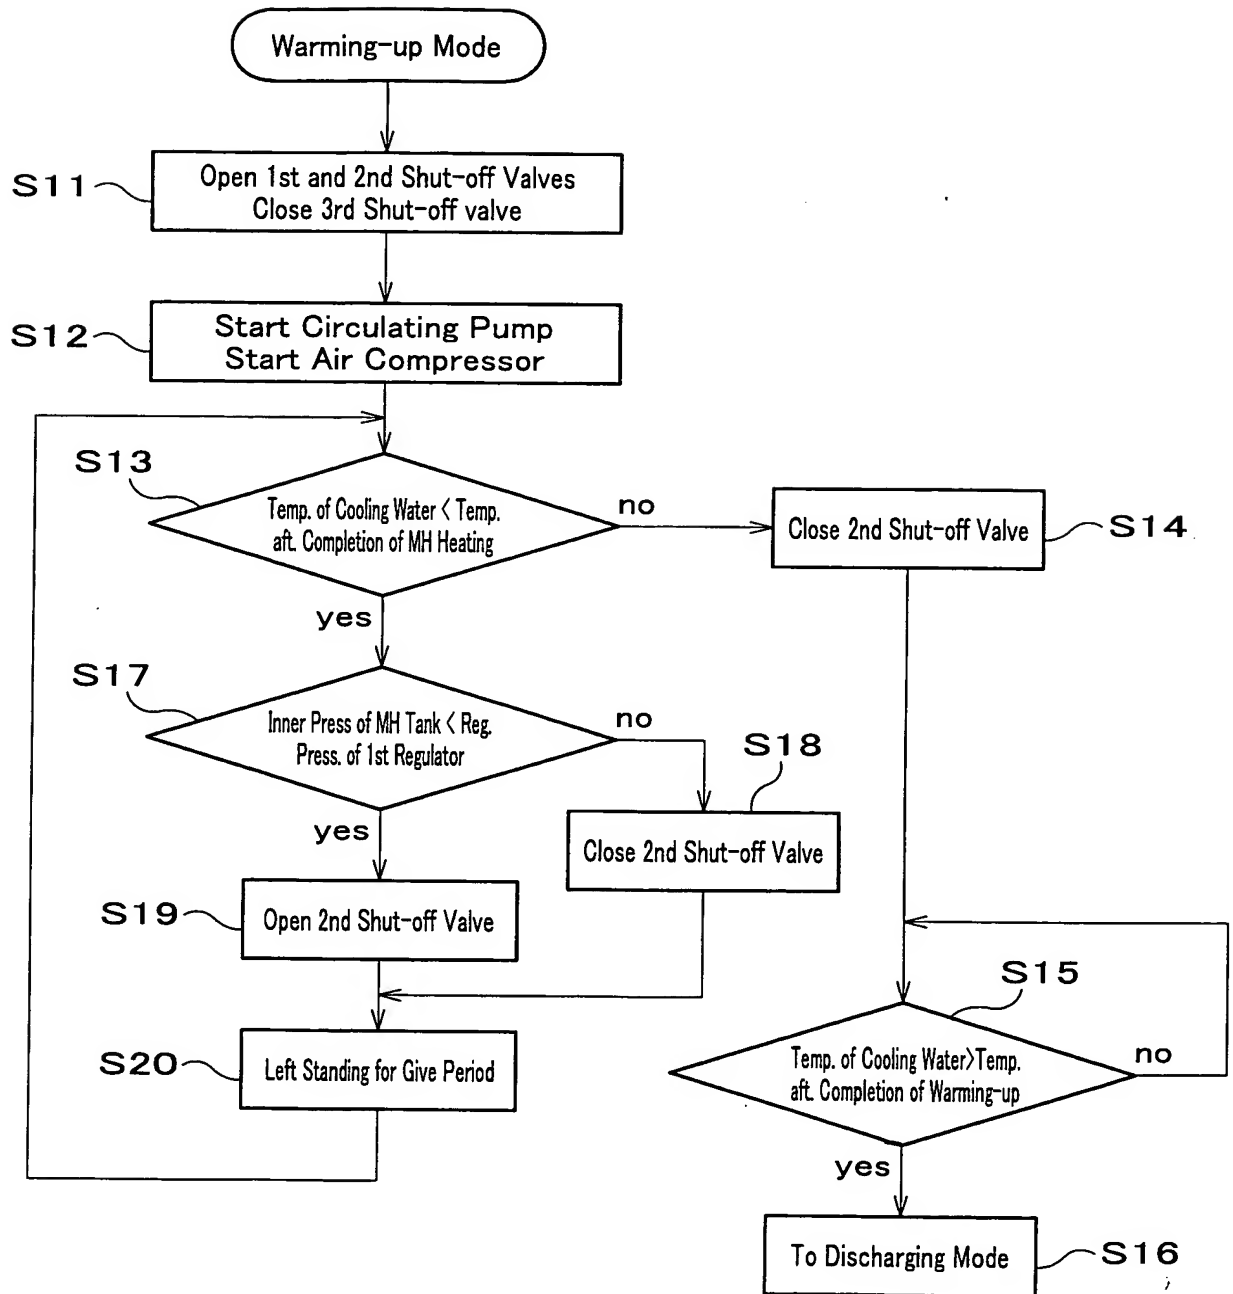 Warming-up Mode
S11
Open 1st and 2nd Shut-off Valves
Close 3rd Shut-off valve
S12
Start Circulating Pump
Start Air Compressor
S13
Temp. of Cooling Water < Temp.
aft. Completion of MH Heating
no
Close 2nd Shut-off Valve
S14
yes
S17
Inner Press of MH Tank < Reg.
Press. of 1st Regulator
no
S18
Close 2nd Shut-off Valve
yes
S19
Open 2nd Shut-off Valve
S15
Temp. of Cooling Water>Temp.
aft. Completion of Warming-up
no
S20
Left Standing for Give Period
yes
To Discharging Mode
S16